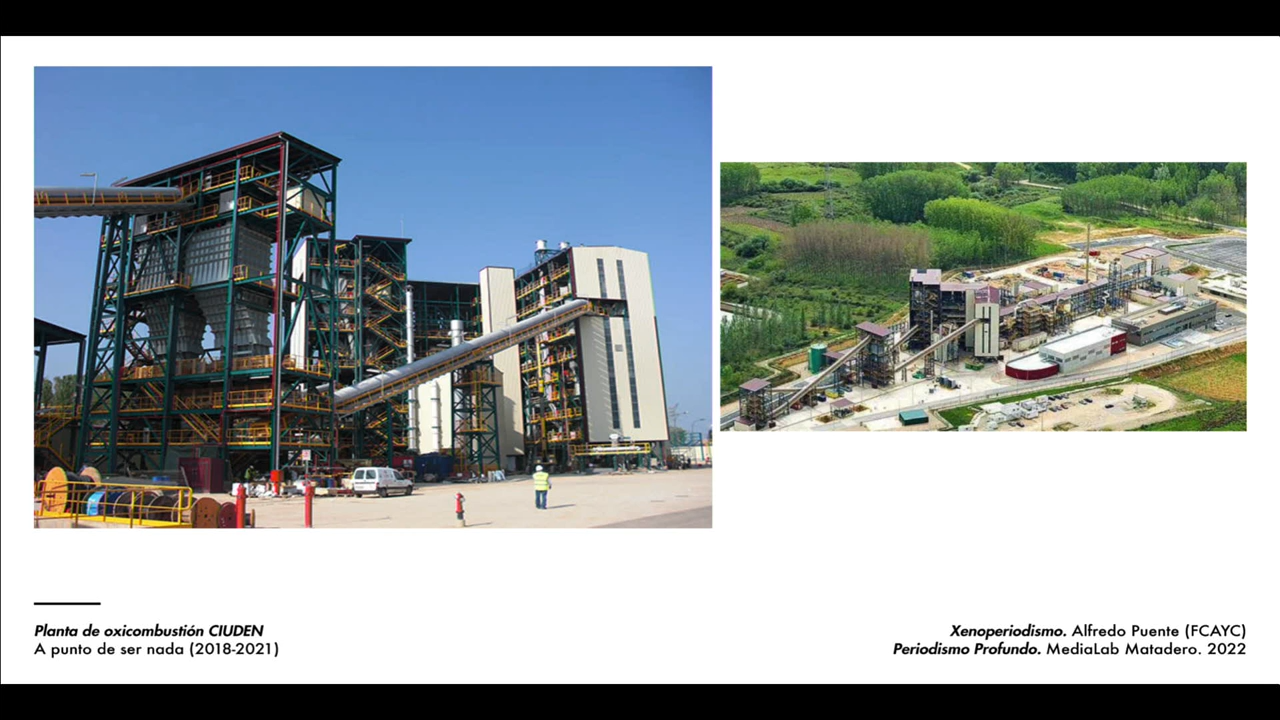 Planta de oxicombustión CIUDEN
A punto de ser nada (2018-2021)
Xenoperiodismo. Alfredo Puente (FCAYC)
Periodismo Profundo. MediaLab Matadero. 2022